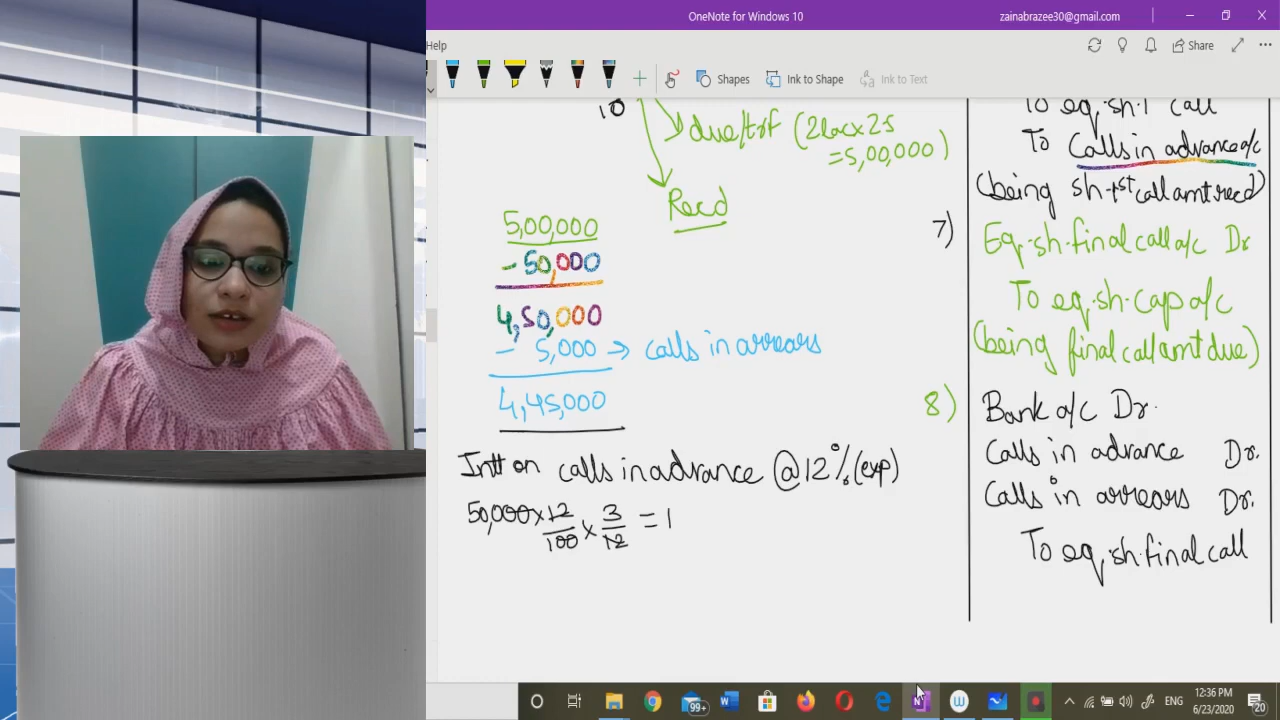 OneNote for Windows 10
zainabrazee30@gmail.com
Help
Share
Shapes
Ink to Shape
Ink to Text
10
due/trf (2lac x 25
= 5,00,000)
Recd
5,00,000
- 50,000
4,50,000
- 5,000 → calls in arrears
4,45,000
Intt on calls in advance @ 12% (exp)
50,000 x 12/100 x 3/12 = 1
To eq. sh. 1 call
To Calls in advance a/c
(being sh 1st call amt recd)
7)
Eq. sh. final call a/c Dr
To eq. sh. cap a/c
(being final call amt due)
8)
Bank a/c Dr.
Calls in advance Dr.
Calls in arrears Dr.
To eq. sh. final call
99+
ENG
12:36 PM
6/23/2020
20